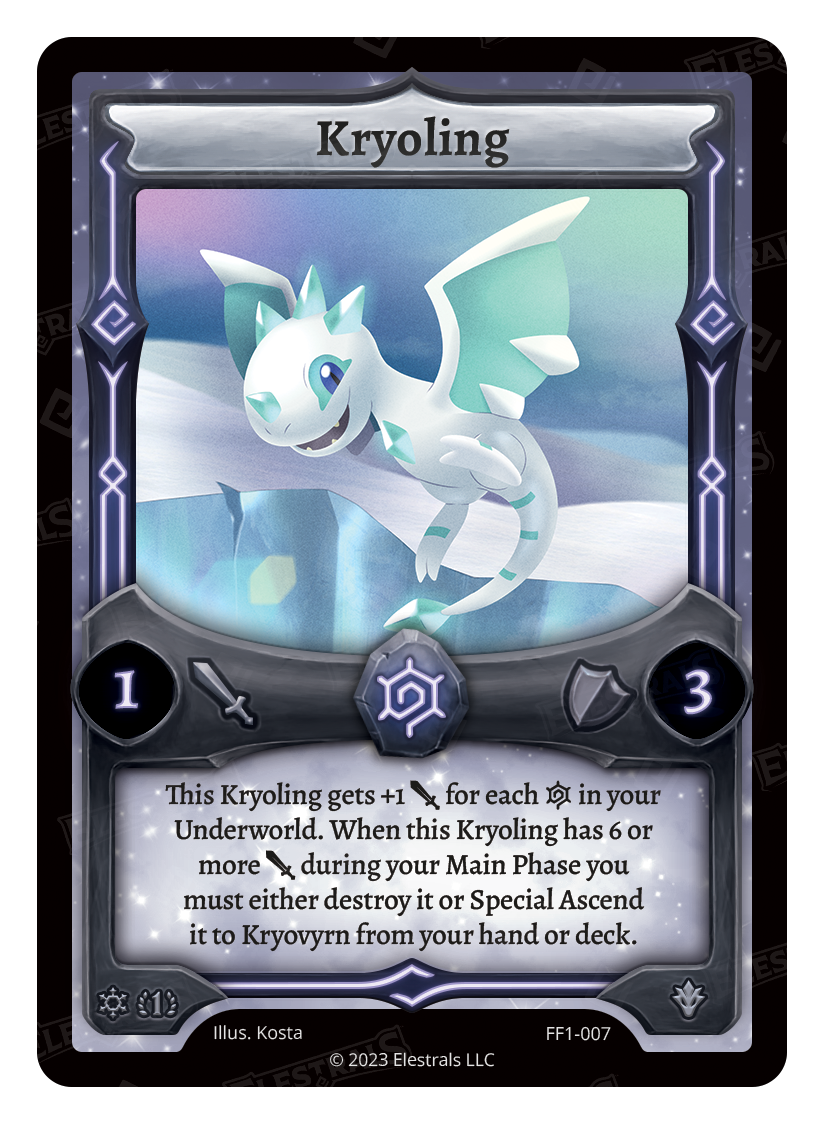 Kryoling
1
3
This Kryoling gets +1 for each in your
Underworld. When this Kryoling has 6 or
more during your Main Phase you
must either destroy it or Special Ascend
it to Kryovyrn from your hand or deck.
1
Illus. Kosta
FF1-007
© 2023 Elestrals LLC